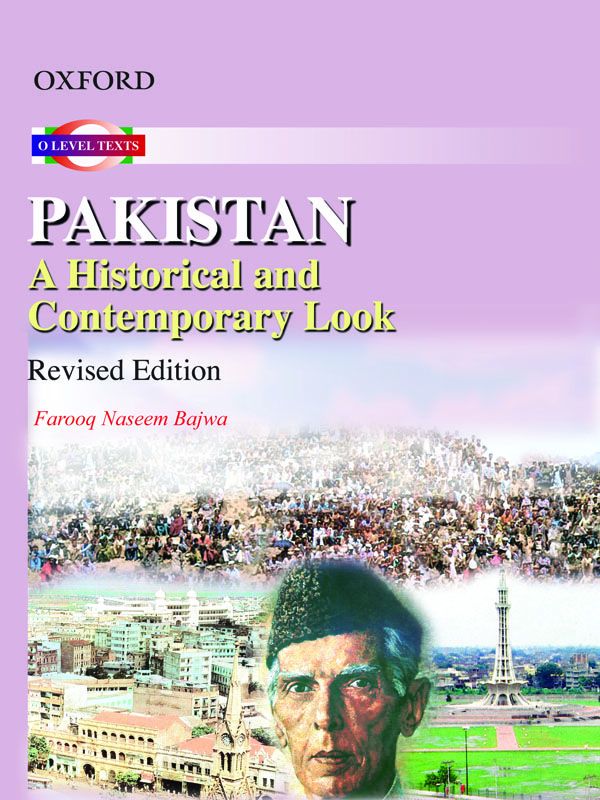 OXFORD
O LEVEL TEXTS
PAKISTAN
A Historical and
Contemporary Look
Revised Edition
Farooq Naseem Bajwa